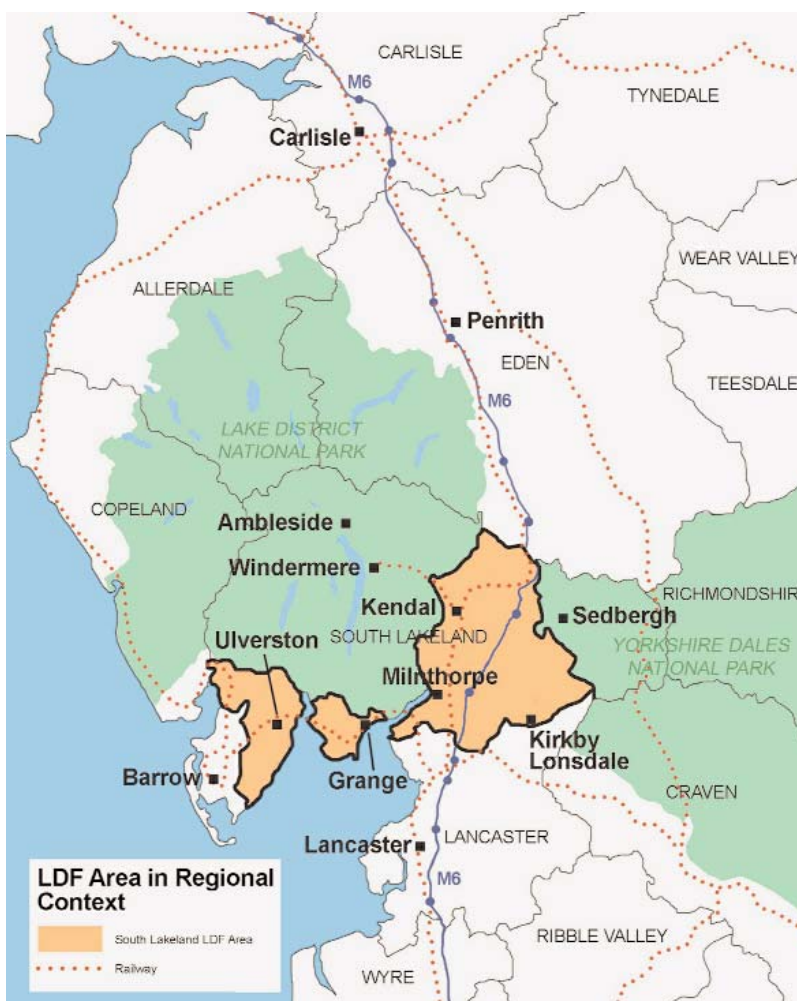 CARLISLE
M6
TYNEDALE
Carlisle
WEAR VALLEY
ALLERDALE
Penrith
EDEN
TEESDALE
M6
LAKE DISTRICT
NATIONAL PARK
COPELAND
Ambleside
Windermere
RICHMONDSHIRE
Kendal
Sedbergh
Ulverston
SOUTH LAKELAND
YORKSHIRE DALES
NATIONAL PARK
Milnthorpe
Kirkby
Lonsdale
Barrow
Grange
CRAVEN
Lancaster
LANCASTER
M6
LDF Area in Regional
Context
South Lakeland LDF Area
Railway
RIBBLE VALLEY
WYRE